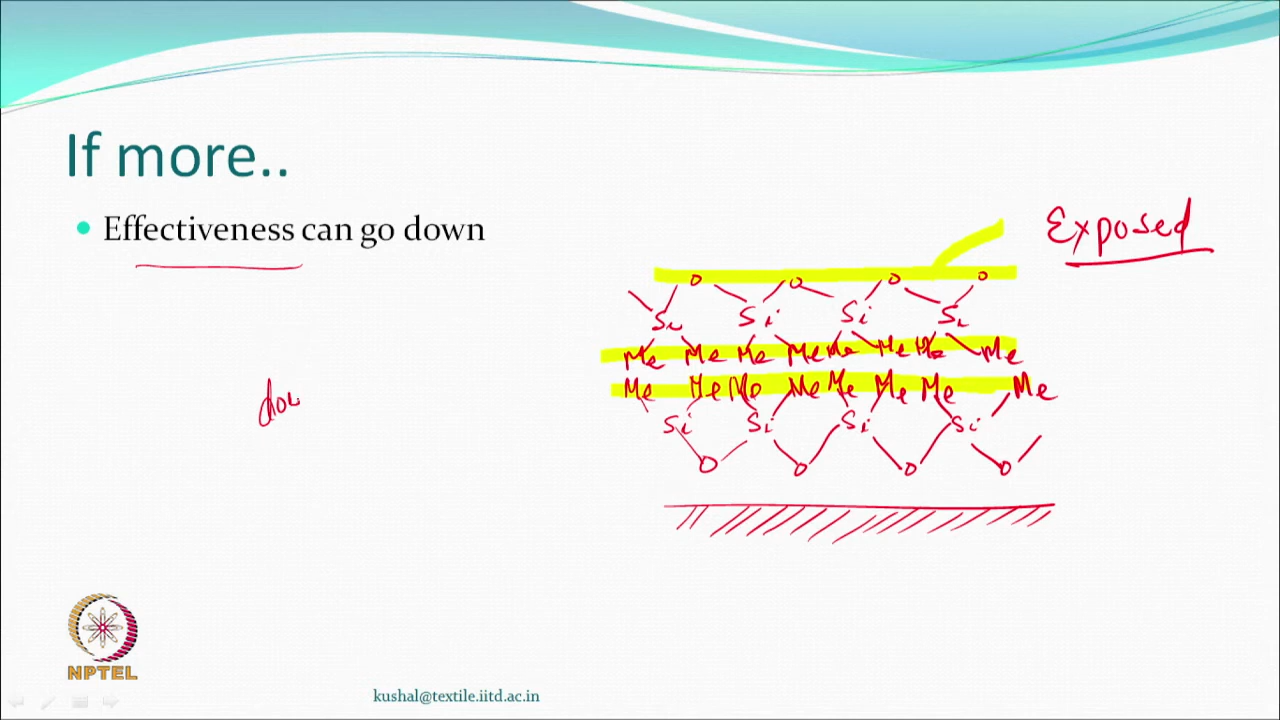 If more..
Effectiveness can go down
Exposed
O O O O
Si Si Si Si
Me Me Me Me Me Me Me Me
Me Me Me Me Me Me Me Me
Si Si Si Si
O O O O
dow
NPTEL
kushal@textile.iitd.ac.in